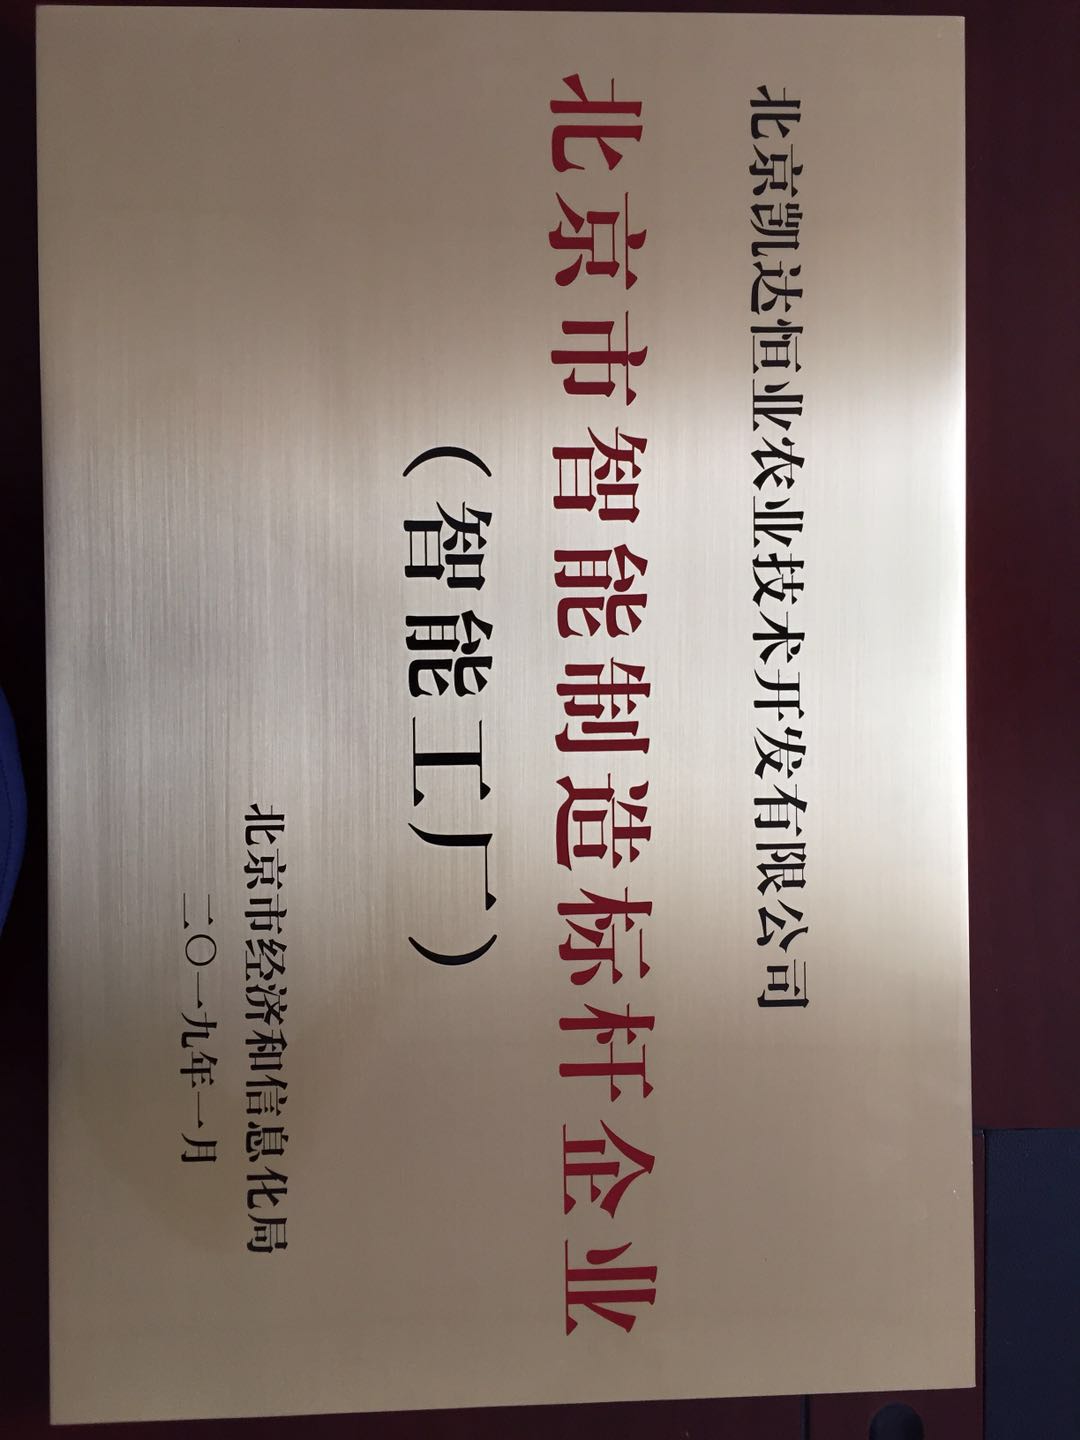 北京凯达恒业农业技术开发有限公司
北京市智能制造标杆企业
（智能工厂）
北京市经济和信息化局
二〇一九年一月